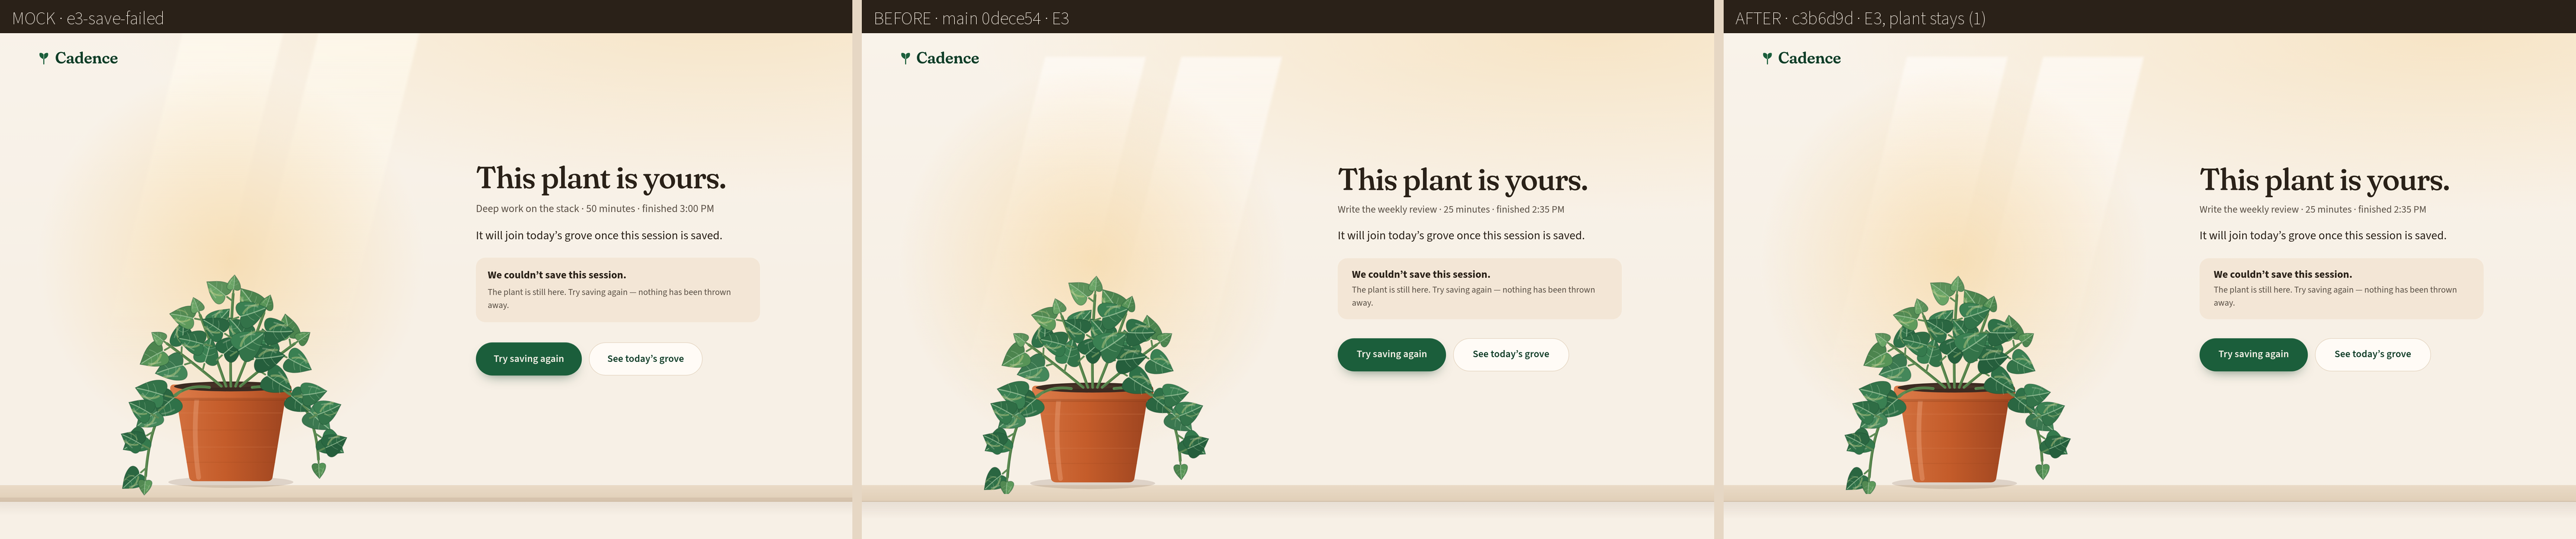 MOCK · e3-save-failed
Cadence
This plant is yours.
Deep work on the stack · 50 minutes · finished 3:00 PM
It will join today’s grove once this session is saved.
We couldn’t save this session.
The plant is still here. Try saving again — nothing has been thrown
away.
Try saving again
See today’s grove
BEFORE · main 0dece54 · E3
Cadence
This plant is yours.
Write the weekly review · 25 minutes · finished 2:35 PM
It will join today’s grove once this session is saved.
We couldn’t save this session.
The plant is still here. Try saving again — nothing has been thrown
away.
Try saving again
See today’s grove
AFTER · c3b6d9d · E3, plant stays (1)
Cadence
This plant is yours.
Write the weekly review · 25 minutes · finished 2:35 PM
It will join today’s grove once this session is saved.
We couldn’t save this session.
The plant is still here. Try saving again — nothing has been thrown
away.
Try saving again
See today’s grove